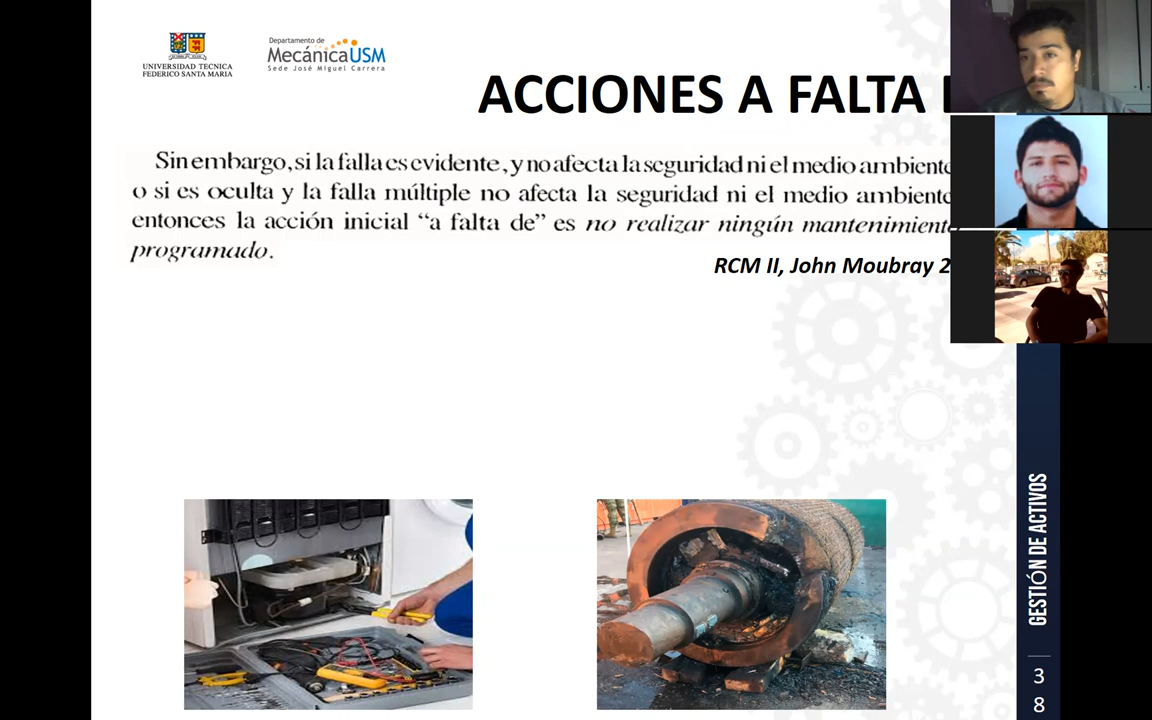 UNIVERSIDAD TECNICA
FEDERICO SANTA MARIA
Departamento de
MecánicaUSM
Sede José Miguel Carrera
ACCIONES A FALTA
Sin embargo, si la falla es evidente, y no afecta la seguridad ni el medio ambiente
o si es oculta y la falla múltiple no afecta la seguridad ni el medio ambiente
entonces la acción inicial “a falta de” es no realizar ningún mantenimiento
programado.
RCM II, John Moubray 2
GESTIÓN DE ACTIVOS
3
8